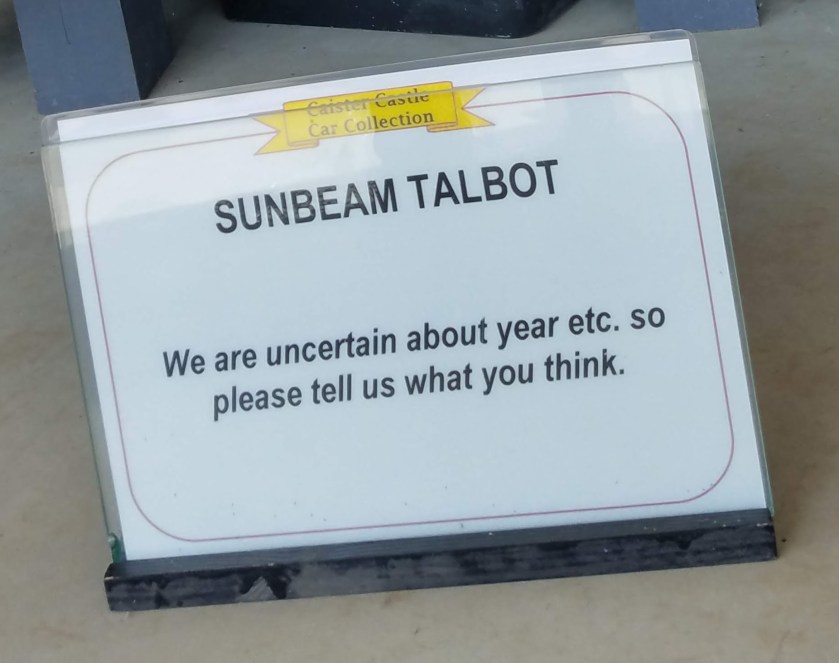 Caister Castle
Car Collection
SUNBEAM TALBOT
We are uncertain about year etc. so
please tell us what you think.